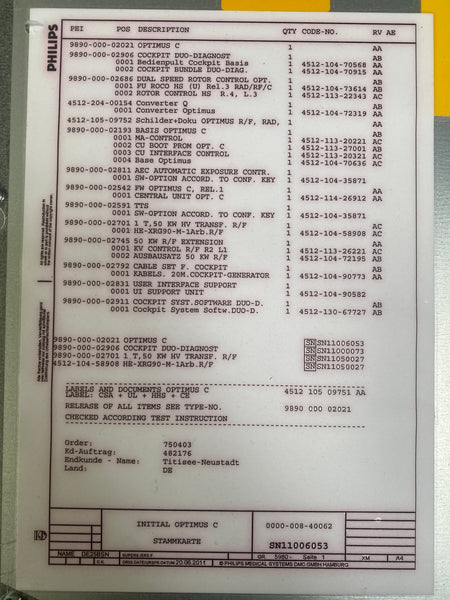 PHILIPS
PEI POS DESCRIPTION QTY CODE-NO. RV AE
9890-000-02021 OPTIMUS C 1 AA
9890-000-02906 COCKPIT DUO-DIAGNOST 1 AB
0001 Bedienpult Cockpit Basis 1 4512-104-70568 AA
0002 COCKPIT BUNDLE DUO-DIAG. 1 4512-104-70915 AA
9890-000-02686 DUAL SPEED ROTOR CONTROL OPT. 1 AB
0001 FU ROCO HS (U) Rel.3 RAD/RF/C 1 4512-104-73614 AB
0002 ROTOR CONTROL HS R.4, L.3 1 4512-113-22343 AC
4512-204-00154 Converter Q 1
0001 Converter Optimus 1 4512-104-72319 AA
4512-105-09752 Schilder+Doku OPTIMUS R/F, RAD, 1 AA
9890-000-02193 BASIS OPTIMUS C 1
0001 MA-CONTROL 1 4512-113-20221 AC
0002 CU BOOT PROM OPT. C 1 4512-113-27001 AB
0003 CU INTERFACE CONTROL 1 4512-113-20321 AC
0004 Base Optimus 1 4512-104-70636 AC
9890-000-02811 AEC AUTOMATIC EXPOSURE CONTR. 1 AB
0001 SW-OPTION ACCORD. TO CONF. KEY 1 4512-104-35871
9890-000-02542 FW OPTIMUS C, REL.1 1 AA
0001 CENTRAL UNIT OPT. C 1 4512-114-26912 AA
9890-000-02591 TTS 1
0001 SW-OPTION ACCORD. TO CONF. KEY 1 4512-104-35871
9890-000-02701 1 T,50 KW HV TRANSF. R/F 1 AC
0001 HE-XRG90-M-1Arb.R/F 1 4512-104-58908 AC
9890-000-02745 50 KW R/F EXTENSION 1 AA
0001 KV CONTROL R/F R2 L1 1 4512-113-26221 AC
0002 AUSBAUSATZ 50 KW R/F 1 4512-104-72195 AB
9890-000-02792 CABLE SET F. COCKPIT 1 AB
0001 KABELS. 20M.COCKPIT-GENERATOR 1 4512-104-90773 AA
9890-000-02831 USER INTERFACE SUPPORT 1
0001 UI SUPPORT UNIT 1 4512-104-90582
9890-000-02911 COCKPIT SYST.SOFTWARE DUO-D. 1 AB
0001 Cockpit System Softw.DUO-D. 1 4512-130-67727 AB
9890-000-02021 OPTIMUS C SN SN11006053
9890-000-02906 COCKPIT DUO-DIAGNOST SN SN11000073
9890-000-02701 1 T,50 KW HV TRANSF. R/F SN SN11050027
4512-104-58908 HE-XRG90-M-1Arb.R/F SN SN11050027
LABELS AND DOCUMENTS OPTIMUS C 4512 105 09751 AA
LABEL: CSA + UL + HHS + CE
RELEASE OF ALL ITEMS SEE TYPE-NO. 9890 000 02021
CHECKED ACCORDING TEST INSTRUCTION
Order: 750403
Kd-Auftrag: 482176
Endkunde - Name: Titisee-Neustadt
Land: DE
INITIAL OPTIMUS C 0000-008-40062
STAMMKARTE SN11006053
NAME DE25BSN SUPERS./ERS.F. GR. 5980- Seite 1 XM A4
E.K. ORIG.DATE/URSPR.DATUM 20.06.2011 © PHILIPS MEDICAL SYSTEMS DMC GMBH HAMBURG